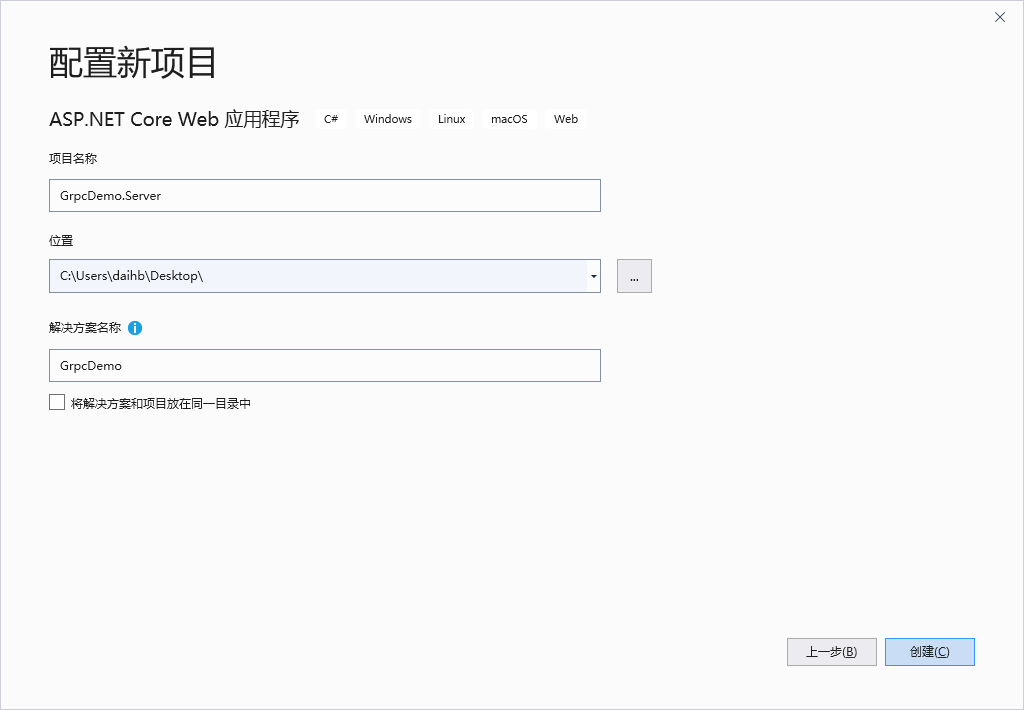 配置新项目
ASP.NET Core Web 应用程序 C# Windows Linux macOS Web
项目名称
GrpcDemo.Server
位置
C:\Users\daihb\Desktop\ ...
解决方案名称
GrpcDemo
将解决方案和项目放在同一目录中
上一步(B) 创建(C)